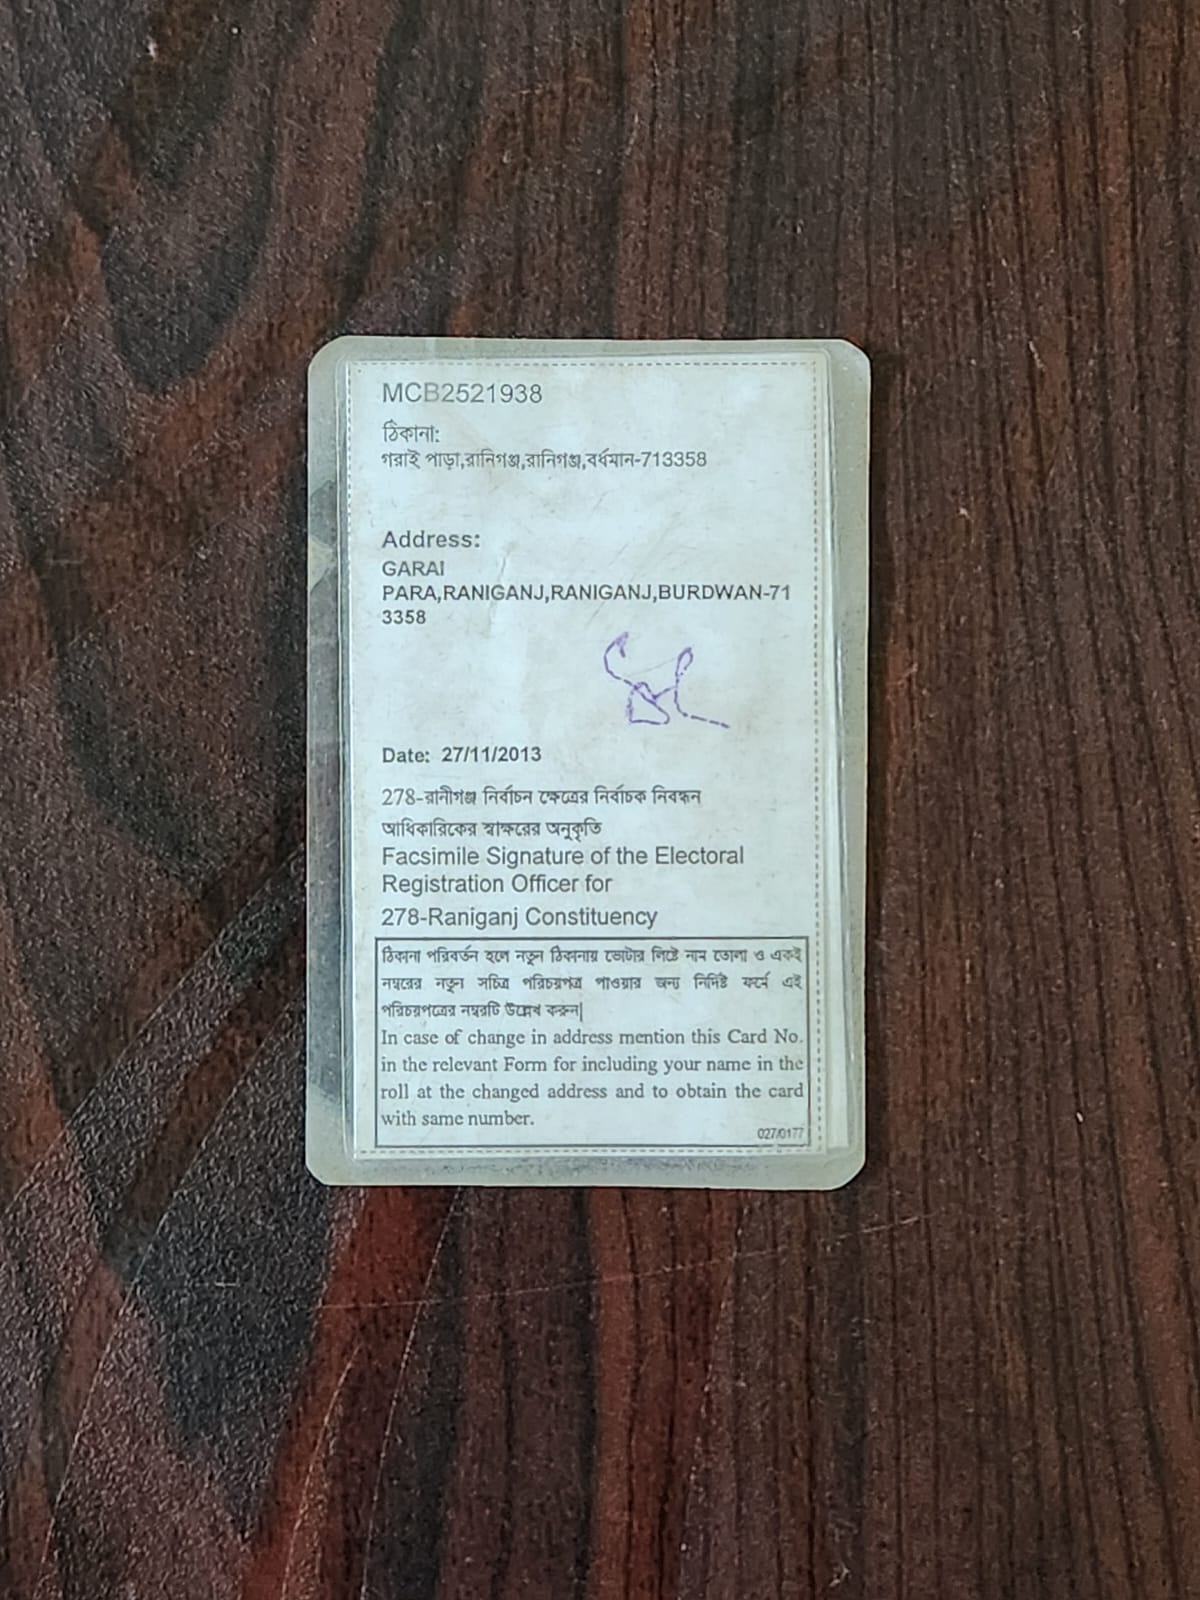 MCB2521938
ঠিকানা:
গরাই পাড়া,রানিগঞ্জ,রানিগঞ্জ,বর্ধমান-713358
Address:
GARAI
PARA,RANIGANJ,RANIGANJ,BURDWAN-71
3358
Date: 27/11/2013
278-রানীগঞ্জ নির্বাচন ক্ষেত্রের নির্বাচক নিবন্ধন
আধিকারিকের স্বাক্ষরের অনুকৃতি
Facsimile Signature of the Electoral
Registration Officer for
278-Raniganj Constituency
ঠিকানা পরিবর্তন হলে নতুন ঠিকানায় ভোটার লিষ্টে নাম তোলা ও একই
নম্বরের নতুন সচিত্র পরিচয়পত্র পাওয়ার জন্য নির্দিষ্ট ফর্মে এই
পরিচয়পত্রের নম্বরটি উল্লেখ করুন|
In case of change in address mention this Card No.
in the relevant Form for including your name in the
roll at the changed address and to obtain the card
with same number.
027/0177